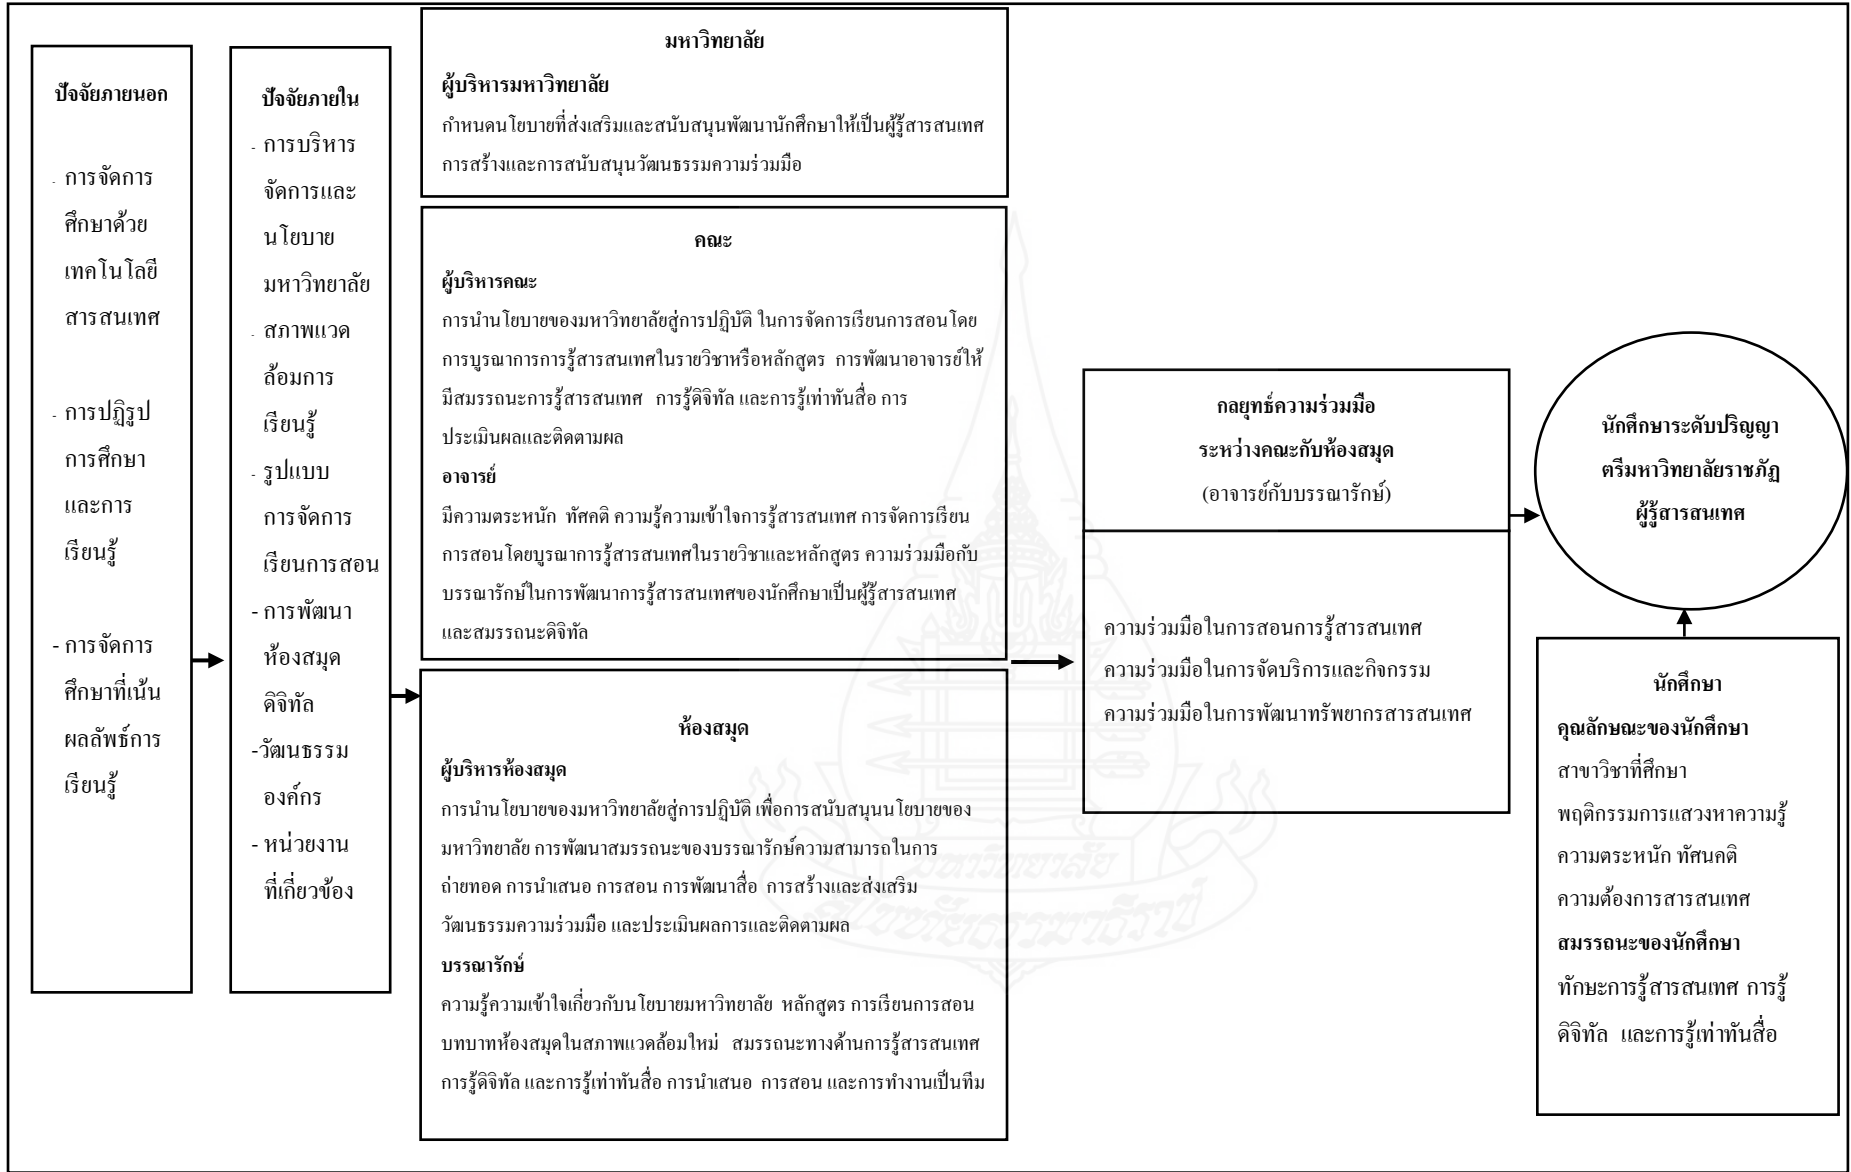 ปัจจัยภายนอก
- การจัดการ
ศึกษาด้วย
เทคโนโลยี
สารสนเทศ
- การปฏิรูป
การศึกษา
และการ
เรียนรู้
- การจัดการ
ศึกษาที่เน้น
ผลลัพธ์การ
เรียนรู้
ปัจจัยภายใน
- การบริหาร
จัดการและ
นโยบาย
มหาวิทยาลัย
- สภาพแวด
ล้อมการ
เรียนรู้
- รูปแบบ
การจัดการ
เรียนการสอน
- การพัฒนา
ห้องสมุด
ดิจิทัล
-วัฒนธรรม
องค์กร
- หน่วยงาน
ที่เกี่ยวข้อง
มหาวิทยาลัย
ผู้บริหารมหาวิทยาลัย
กำหนดนโยบายที่ส่งเสริมและสนับสนุนพัฒนานักศึกษาให้เป็นผู้รู้สารสนเทศ
การสร้างและการสนับสนุนวัฒนธรรมความร่วมมือ
คณะ
ผู้บริหารคณะ
การนำนโยบายของมหาวิทยาลัยสู่การปฏิบัติ ในการจัดการเรียนการสอนโดย
การบูรณาการการรู้สารสนเทศในรายวิชาหรือหลักสูตร การพัฒนาอาจารย์ให้
มีสมรรถนะการรู้สารสนเทศ การรู้ดิจิทัล และการรู้เท่าทันสื่อ การ
ประเมินผลและติดตามผล
อาจารย์
มีความตระหนัก ทัศคติ ความรู้ความเข้าใจการรู้สารสนเทศ การจัดการเรียน
การสอนโดยบูรณาการรู้สารสนเทศในรายวิชาและหลักสูตร ความร่วมมือกับ
บรรณารักษ์ในการพัฒนาการรู้สารสนเทศของนักศึกษาเป็นผู้รู้สารสนเทศ
และสมรรถนะดิจิทัล
ห้องสมุด
ผู้บริหารห้องสมุด
การนำนโยบายของมหาวิทยาลัยสู่การปฏิบัติ เพื่อการสนับสนุนนโยบายของ
มหาวิทยาลัย การพัฒนาสมรรถนะของบรรณารักษ์ความสามารถในการ
ถ่ายทอด การนำเสนอ การสอน การพัฒนาสื่อ การสร้างและส่งเสริม
วัฒนธรรมความร่วมมือ และประเมินผลการและติดตามผล
บรรณารักษ์
ความรู้ความเข้าใจเกี่ยวกับนโยบายมหาวิทยาลัย หลักสูตร การเรียนการสอน
บทบาทห้องสมุดในสภาพแวดล้อมใหม่ สมรรถนะทางด้านการรู้สารสนเทศ
การรู้ดิจิทัล และการรู้เท่าทันสื่อ การนำเสนอ การสอน และการทำงานเป็นทีม
กลยุทธ์ความร่วมมือ
ระหว่างคณะกับห้องสมุด
(อาจารย์กับบรรณารักษ์)
ความร่วมมือในการสอนการรู้สารสนเทศ
ความร่วมมือในการจัดบริการและกิจกรรม
ความร่วมมือในการพัฒนาทรัพยากรสารสนเทศ
นักศึกษาระดับปริญญา
ตรีมหาวิทยาลัยราชภัฏ
ผู้รู้สารสนเทศ
นักศึกษา
คุณลักษณะของนักศึกษา
สาขาวิชาที่ศึกษา
พฤติกรรมการแสวงหาความรู้
ความตระหนัก ทัศนคติ
ความต้องการสารสนเทศ
สมรรถนะของนักศึกษา
ทักษะการรู้สารสนเทศ การรู้
ดิจิทัล และการรู้เท่าทันสื่อ
มหาวิทยาลัย
สุโขทัยธรรมาธิราช